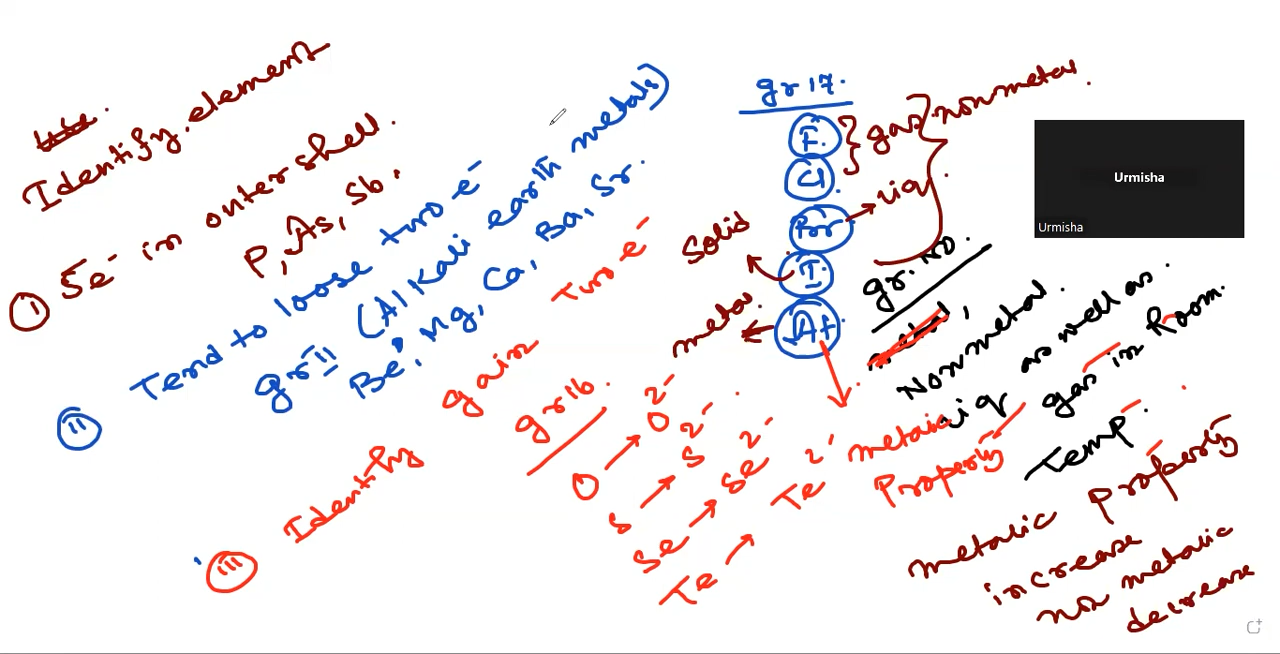 Identify element
(i) 5e⁻ in outer shell.
P, As, Sb.
(ii) Tend to loose two e⁻
gr II (Alkali earth metals)
Be, Mg, Ca, Ba, Sr.
(iii) Identify gain two e⁻
gr 16.
O → O²⁻
S → S²⁻
Se → Se²⁻
Te → Te²⁻
gr 17.
F.
Cl
} gas
Br → liq
} nonmetal.
I
Solid
At
metal.
metalic
Property
gr. NO.
Nonmetal.
liq as well as
gas in Room.
Temp.
metalic property
increase
non metalic
decrease
Urmisha
Urmisha